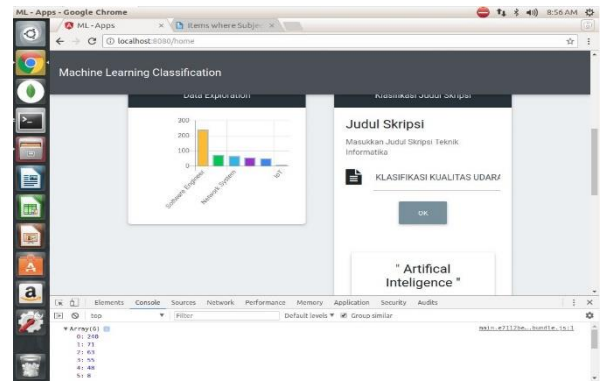 ML - Apps - Google Chrome
8:56 AM
ML - Apps
Items where Subje
localhost:8080/home
Machine Learning Classification
Data Exploration
300
200
100
0
Software Engineer
Network System
IoT
Klasifikasi Judul Skripsi
Judul Skripsi
Masukkan Judul Skripsi Teknik
Informatika
KLASIFIKASI KUALITAS UDARA
OK
" Artifical
Inteligence "
Elements Console Sources Network Performance Memory Application Security Audits
top
Filter
Default levels
Group similar
Array(6)
0: 240
1: 71
2: 63
3: 55
4: 48
5: 8